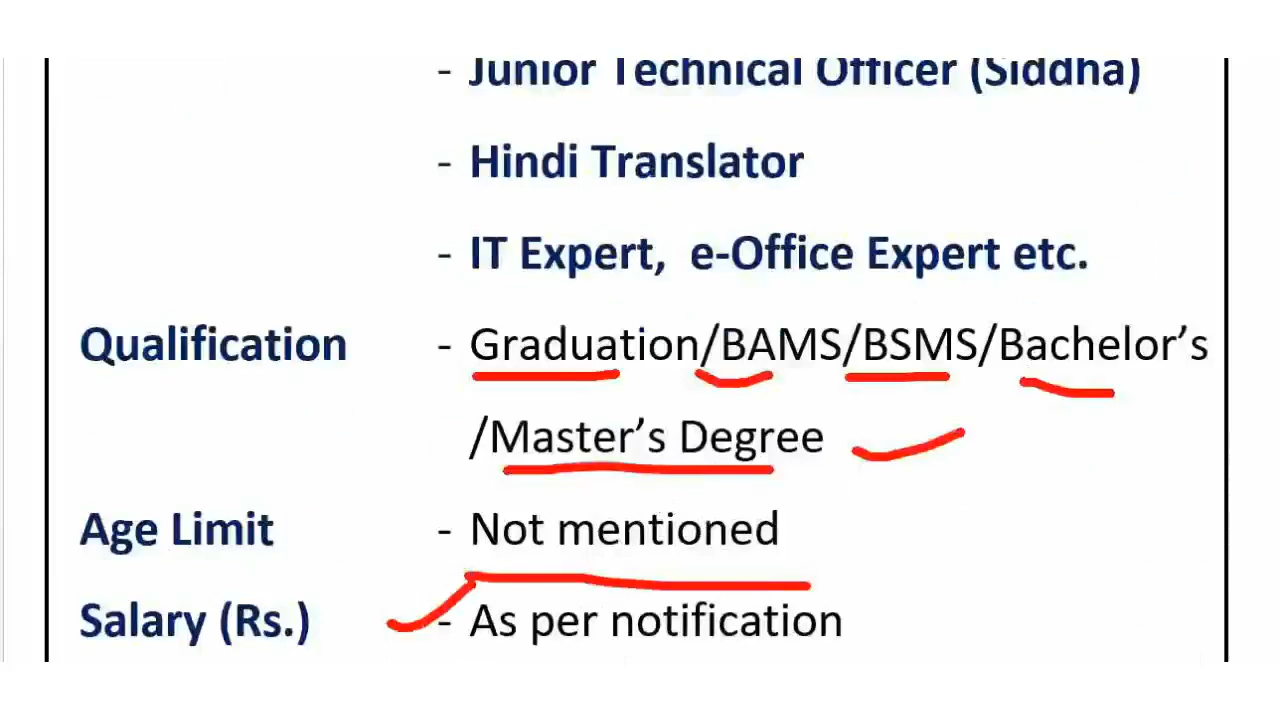 - Junior Technical Officer (Siddha)
- Hindi Translator
- IT Expert, e-Office Expert etc.
Qualification - Graduation/BAMS/BSMS/Bachelor’s
/Master’s Degree
Age Limit - Not mentioned
Salary (Rs.) - As per notification